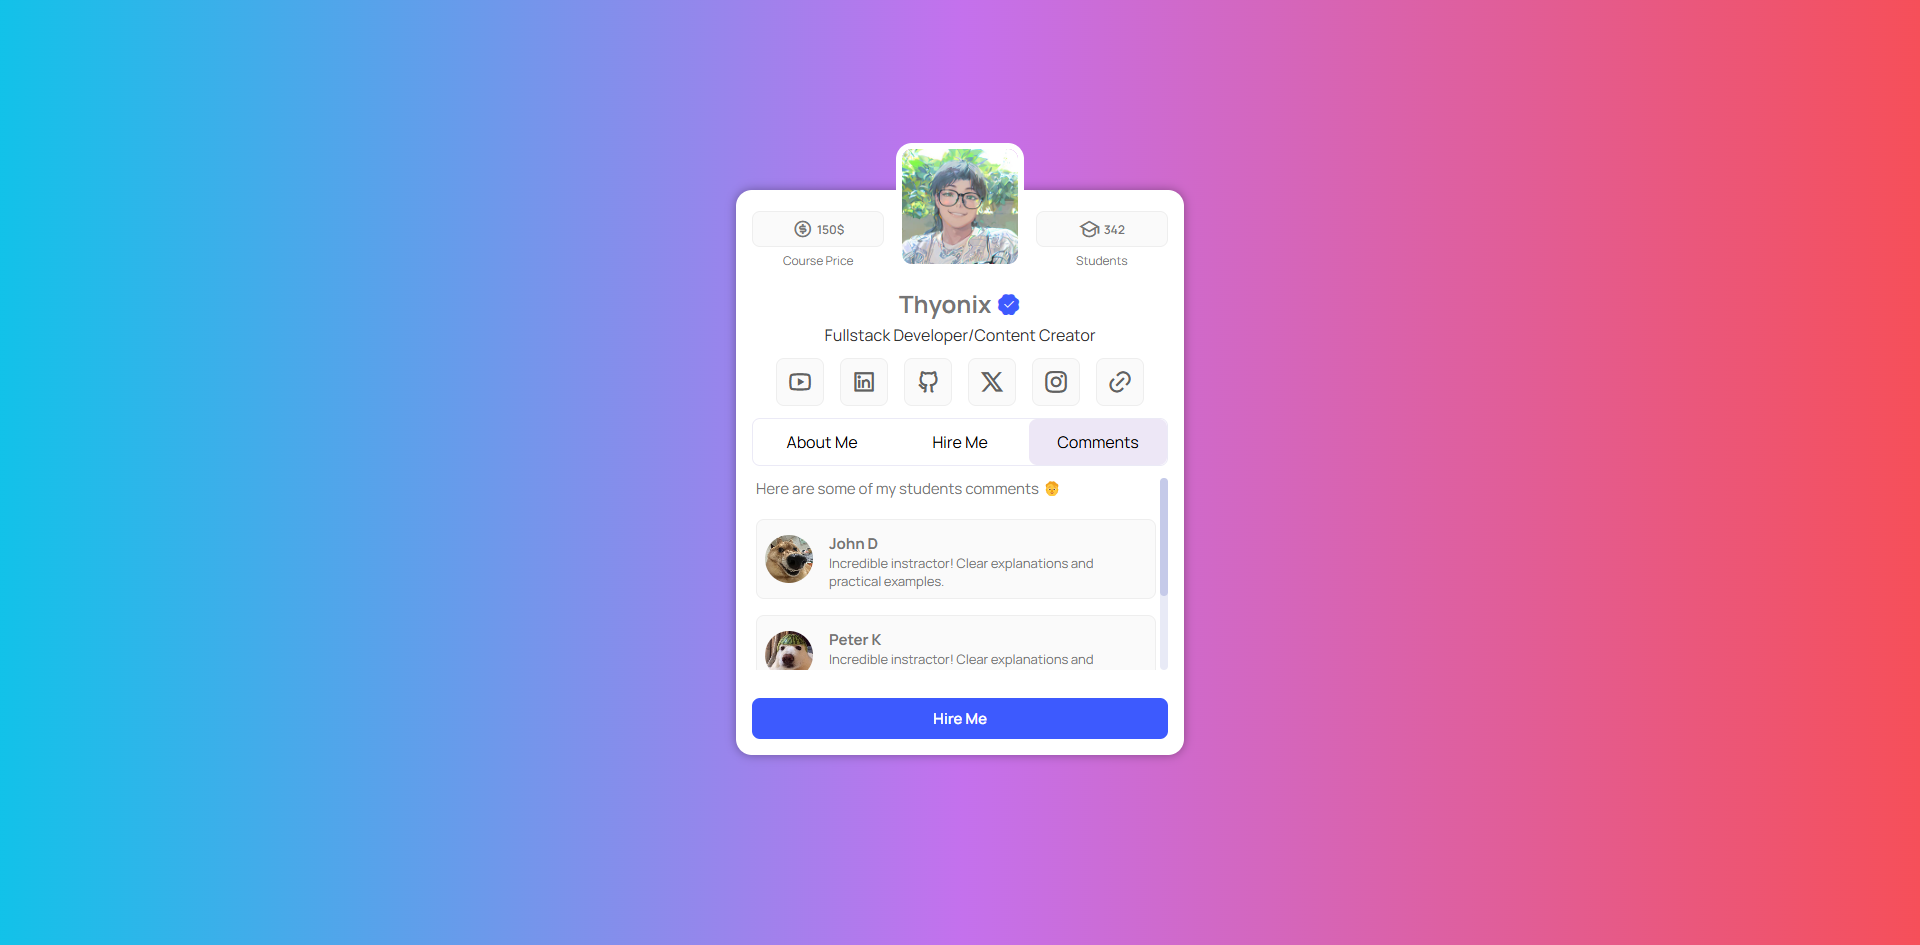 150$
342
Course Price
Students
Thyonix
Fullstack Developer/Content Creator
in
About Me
Hire Me
Comments
Here are some of my students comments 👴
John D
Incredible instractor! Clear explanations and
practical examples.
Peter K
Incredible instractor! Clear explanations and
Hire Me